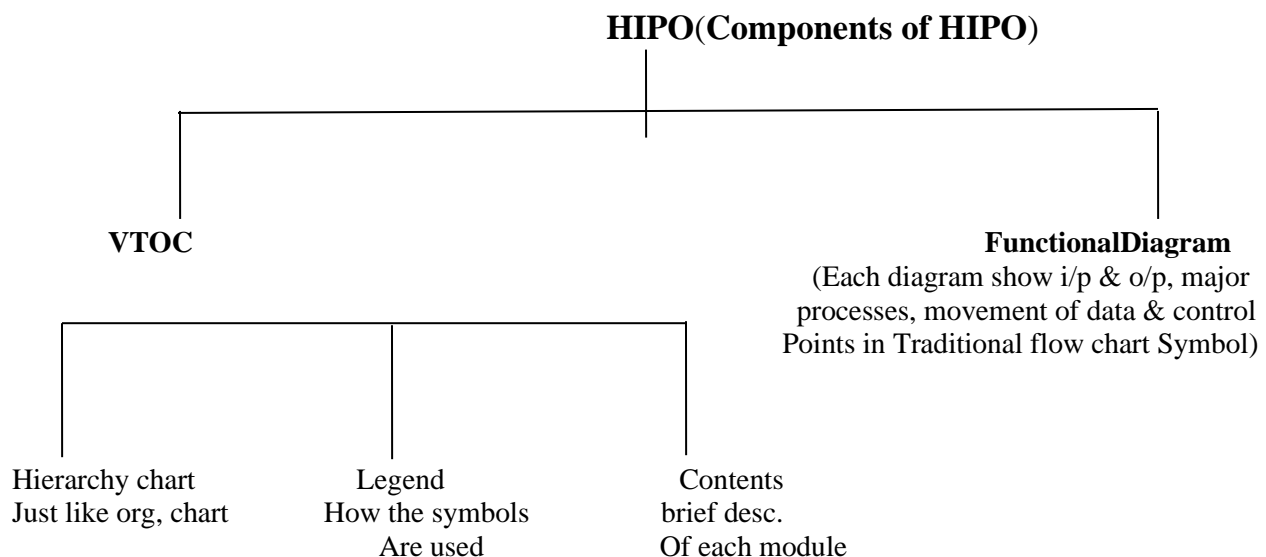 HIPO(Components of HIPO)
VTOC
FunctionalDiagram
(Each diagram show i/p & o/p, major
processes, movement of data & control
Points in Traditional flow chart Symbol)
Hierarchy chart
Just like org, chart
Legend
How the symbols
Are used
Contents
brief desc.
Of each module